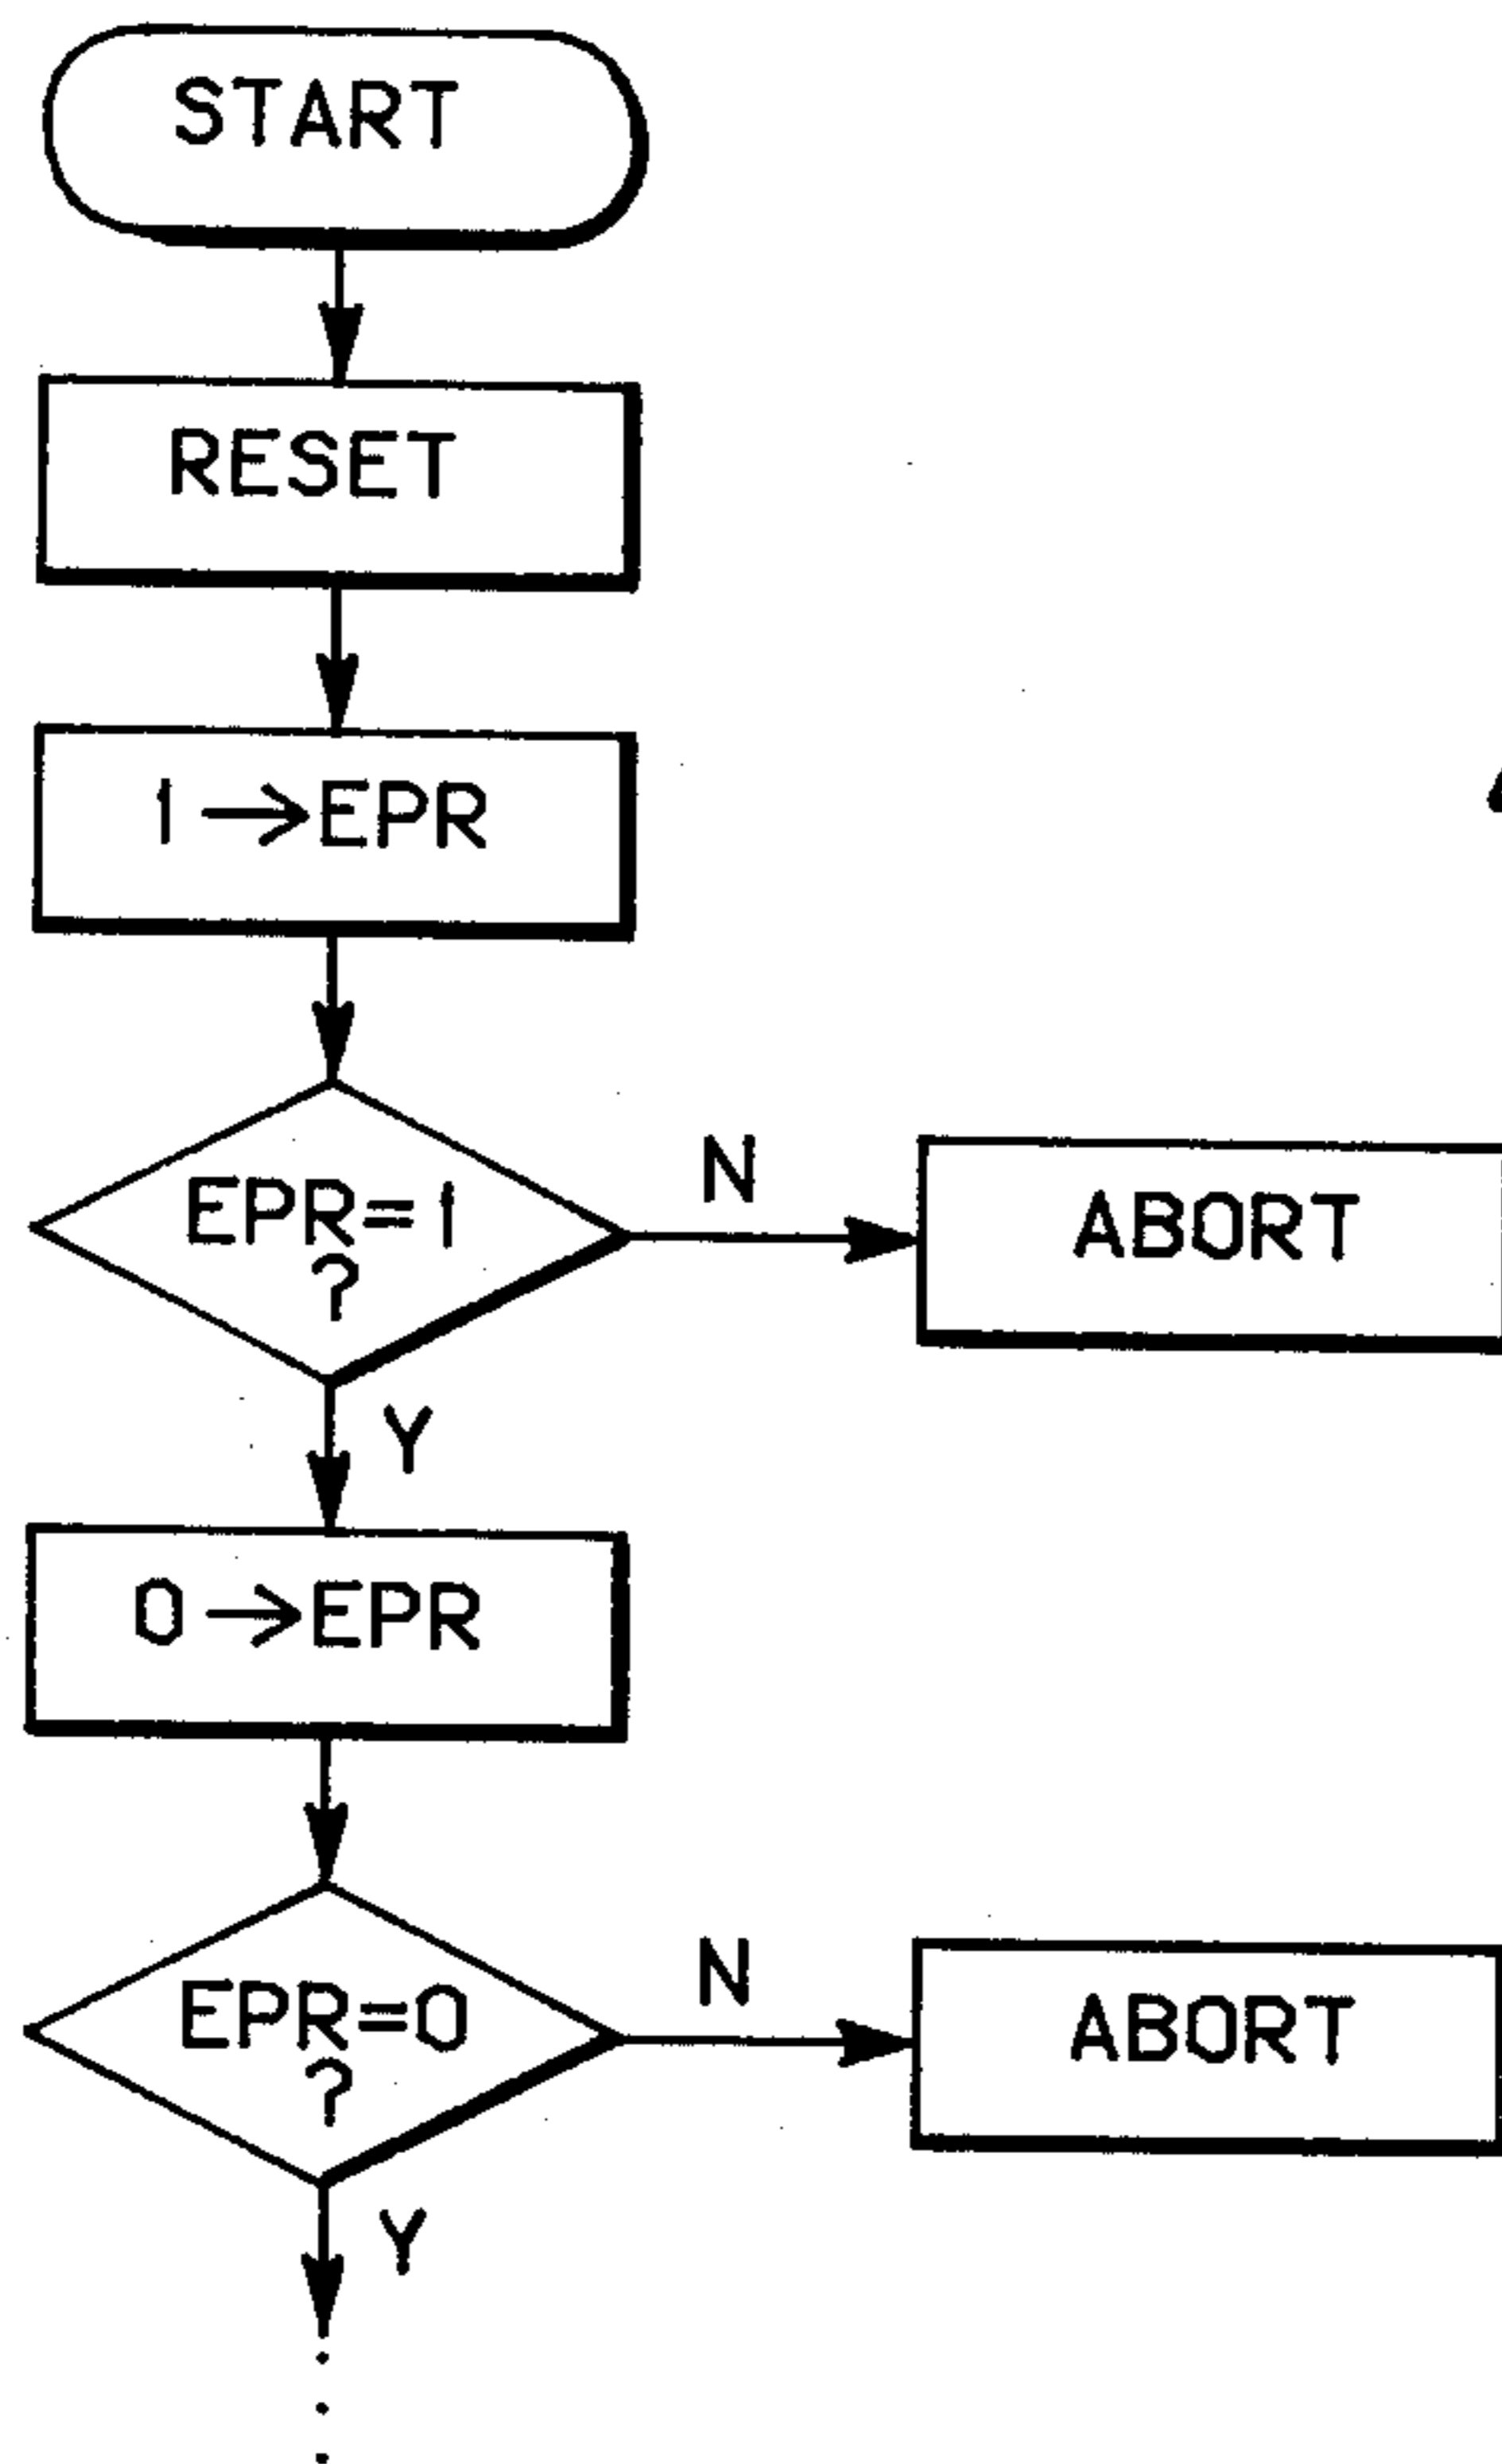 START
RESET
1→EPR
EPR=1
?
N
ABORT
Y
0→EPR
EPR=0
?
N
ABORT
Y